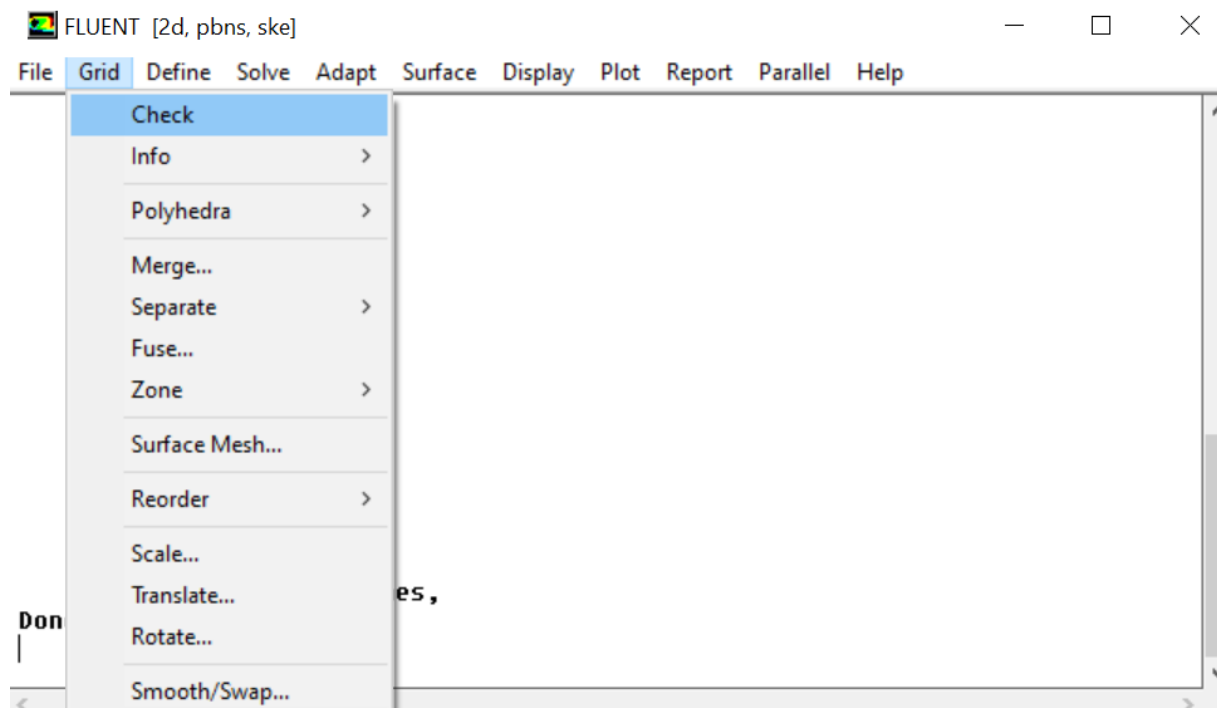 FLUENT [2d, pbns, ske]
File Grid Define Solve Adapt Surface Display Plot Report Parallel Help
Check
Info
Polyhedra
Merge...
Separate
Fuse...
Zone
Surface Mesh...
Reorder
Scale...
Translate...
es,
Don
Rotate...
Smooth/Swap...